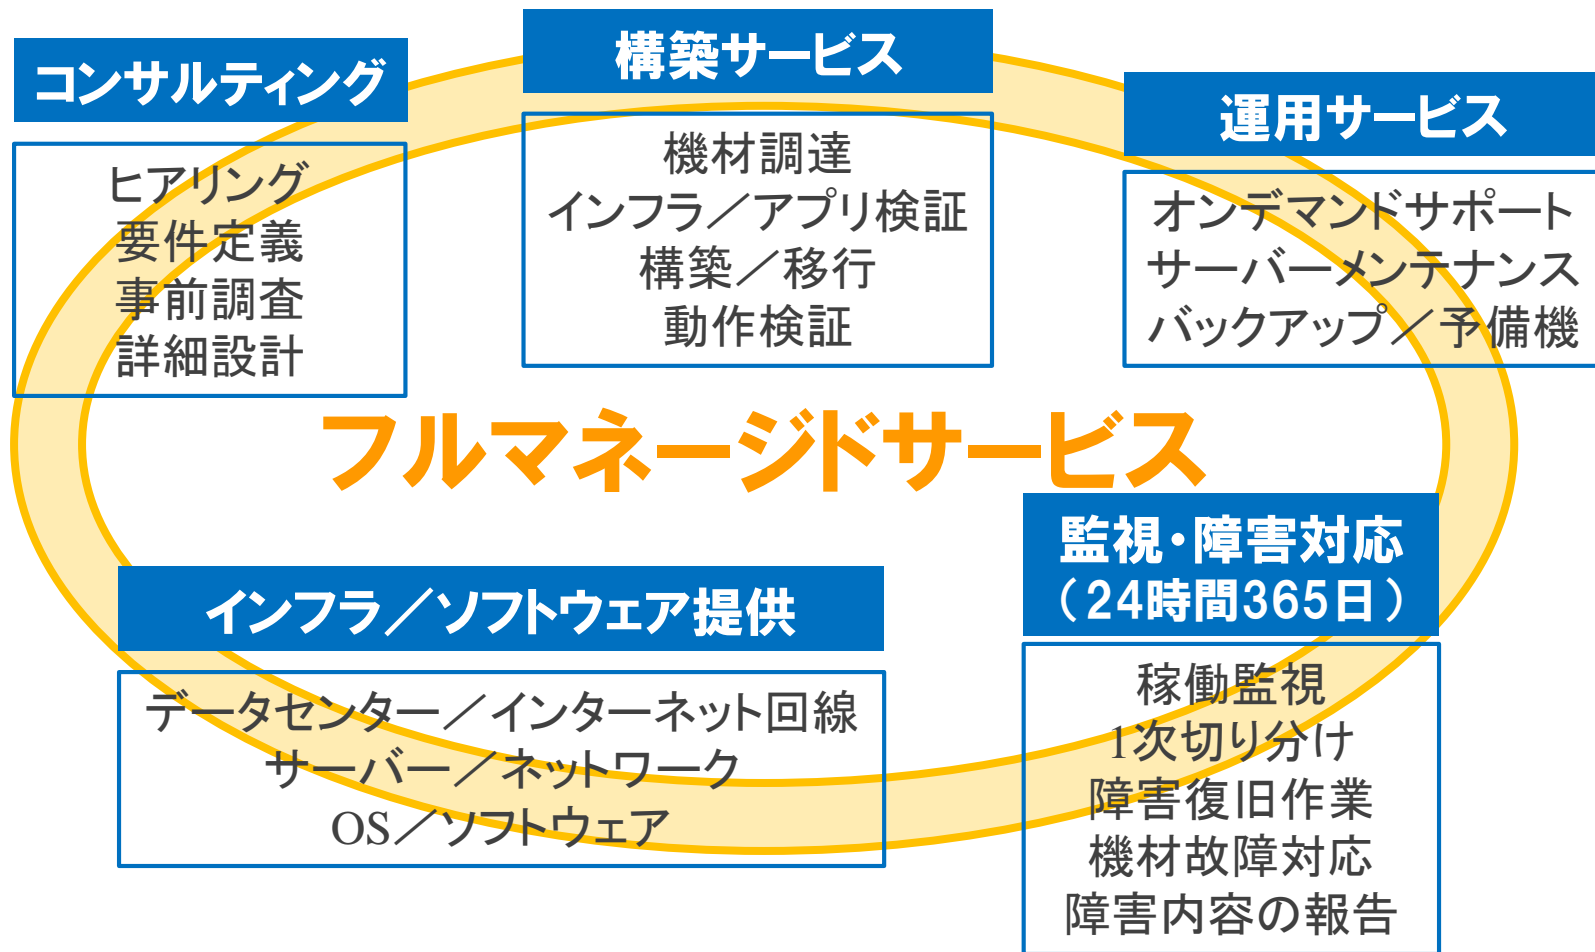 コンサルティング
ヒアリング
要件定義
事前調査
詳細設計
構築サービス
機材調達
インフラ／アプリ検証
構築／移行
動作検証
運用サービス
オンデマンドサポート
サーバーメンテナンス
バックアップ／予備機
フルマネージドサービス
インフラ／ソフトウェア提供
データセンター／インターネット回線
サーバー／ネットワーク
OS／ソフトウェア
監視・障害対応
（24時間365日）
稼働監視
1次切り分け
障害復旧作業
機材故障対応
障害内容の報告